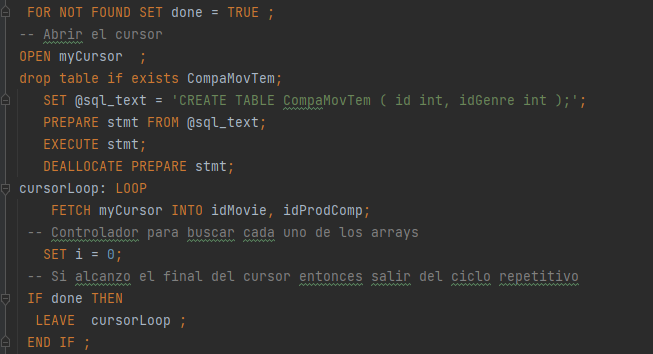 FOR NOT FOUND SET done = TRUE ;
-- Abrir el cursor
OPEN myCursor  ;
drop table if exists CompaMovTem;
SET @sql_text = 'CREATE TABLE CompaMovTem ( id int, idGenre int );';
PREPARE stmt FROM @sql_text;
EXECUTE stmt;
DEALLOCATE PREPARE stmt;
cursorLoop: LOOP
FETCH myCursor INTO idMovie, idProdComp;
-- Controlador para buscar cada uno de los arrays
SET i = 0;
-- Si alcanzo el final del cursor entonces salir del ciclo repetitivo
IF done THEN
LEAVE  cursorLoop ;
END IF ;